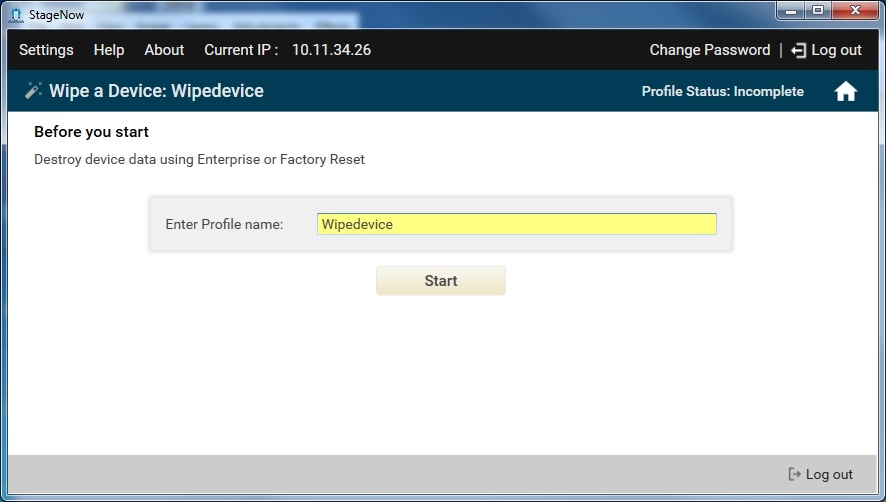 StageNow
Settings Help About Current IP : 10.11.34.26 Change Password | Log out
Wipe a Device: Wipedevice Profile Status: Incomplete
Before you start
Destroy device data using Enterprise or Factory Reset
Enter Profile name: Wipedevice
Start
Log out